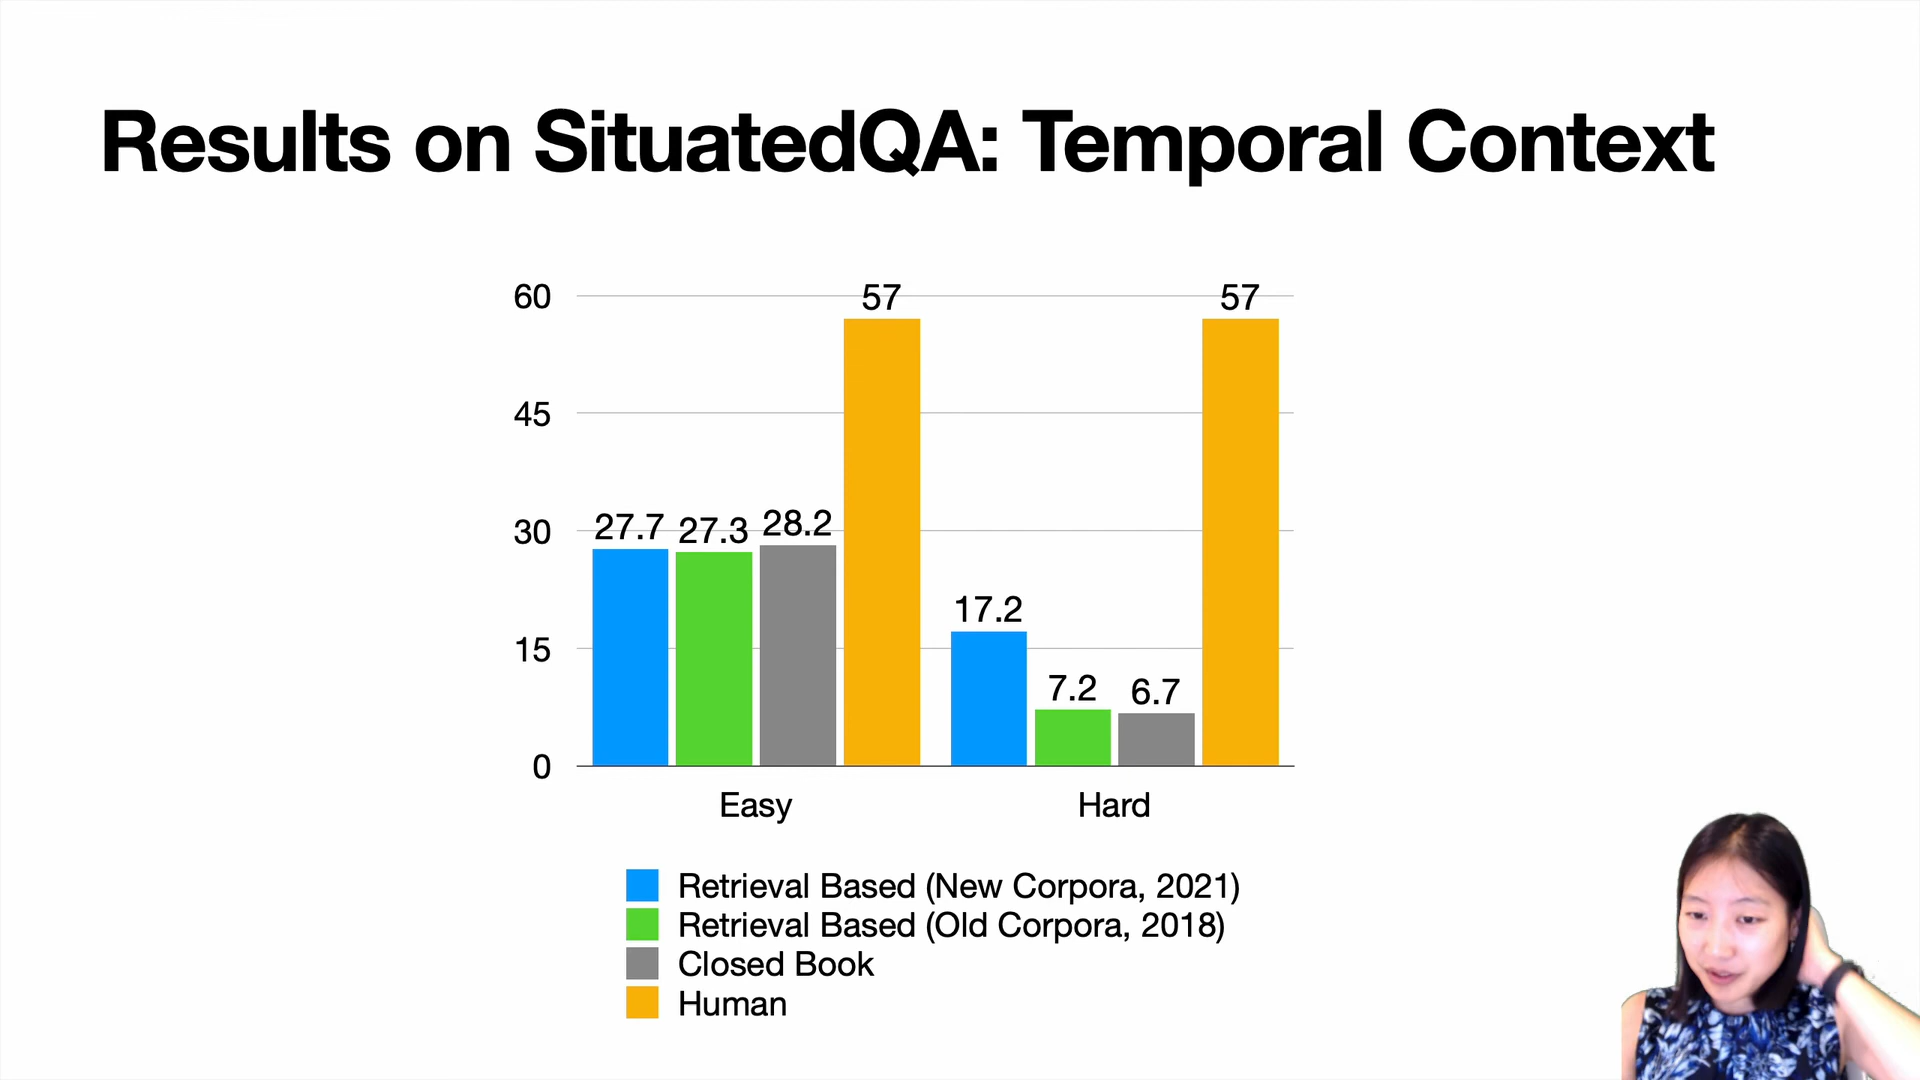 Results on SituatedQA: Temporal Context
60
45
30
15
0
27.7
27.3
28.2
57
17.2
7.2
6.7
57
Easy
Hard
Retrieval Based (New Corpora, 2021)
Retrieval Based (Old Corpora, 2018)
Closed Book
Human